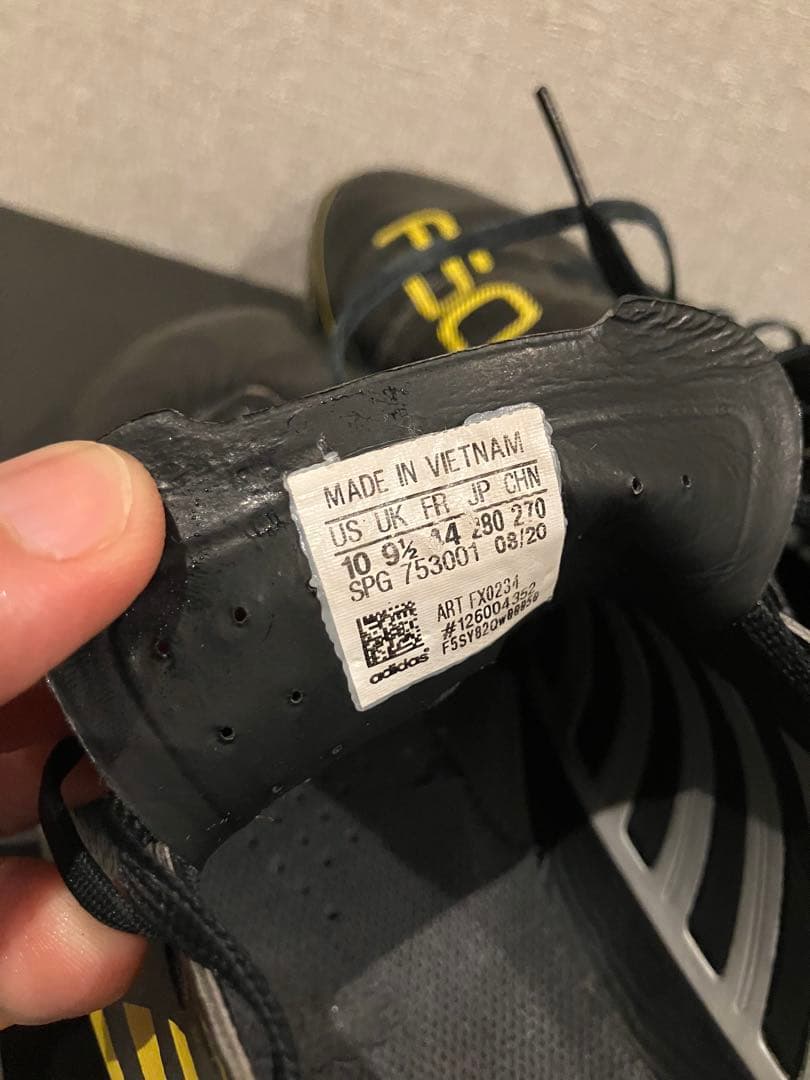 F50
MADE IN VIETNAM
US UK FR JP CHN
10 9½ 44 280 270
SPG 753001 08/20
ART FX0234
#126004352
adidas